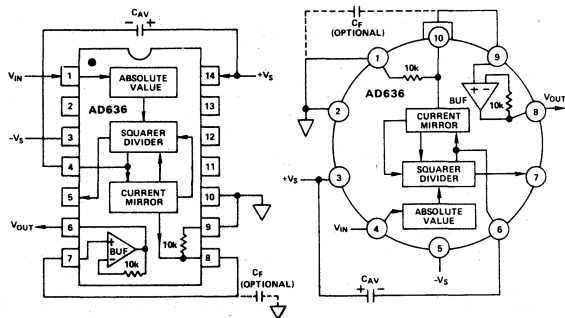 CAV
− +
VIN
1
ABSOLUTE
VALUE
14
+VS
2
AD636
13
−VS
3
SQUARER
DIVIDER
12
4
11
5
CURRENT
MIRROR
10
VOUT
6
+
BUF
−
10k
10k
9
7
8
CF
(OPTIONAL)
CF
(OPTIONAL)
10
1
10k
9
AD636
BUF
+ −
10k
8
VOUT
2
CURRENT
MIRROR
+VS
3
SQUARER
DIVIDER
7
VIN
4
ABSOLUTE
VALUE
6
5
−VS
CAV
+ −